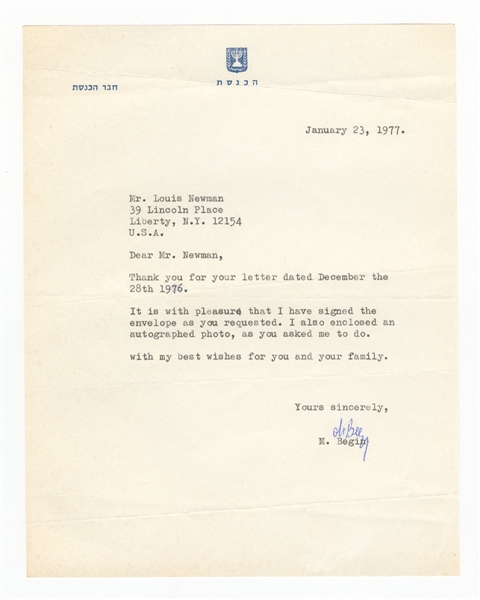 הכנסת
חבר הכנסת
January 23, 1977.
Mr. Louis Newman
39 Lincoln Place
Liberty, N.Y. 12154
U.S.A.
Dear Mr. Newman,
Thank you for your letter dated December the
28th 1976.
It is with pleasure that I have signed the
envelope as you requested. I also enclosed an
autographed photo, as you asked me to do.
with my best wishes for you and your family.
Yours sincerely,
M. Begin